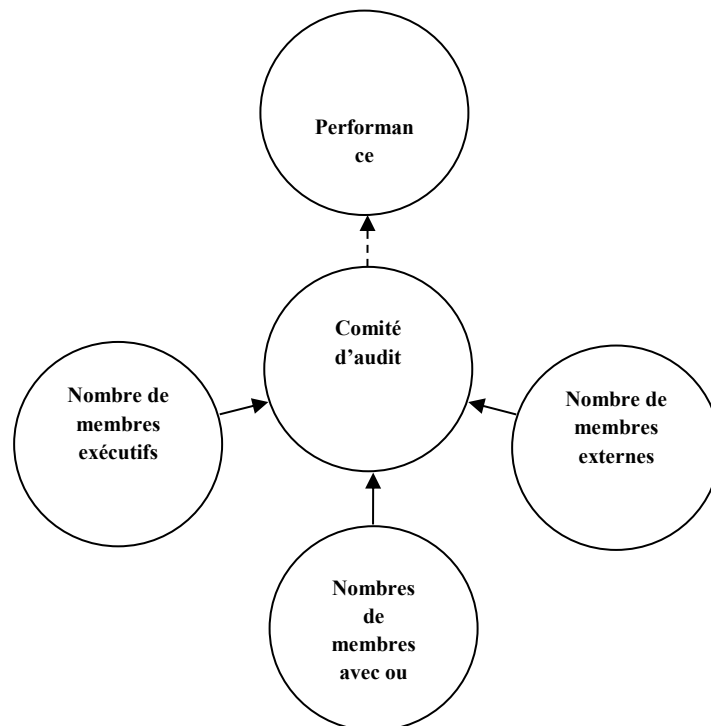 Performan
ce
Comité
d’audit
Nombre de
membres
exécutifs
Nombre de
membres
externes
Nombres
de
membres
avec ou